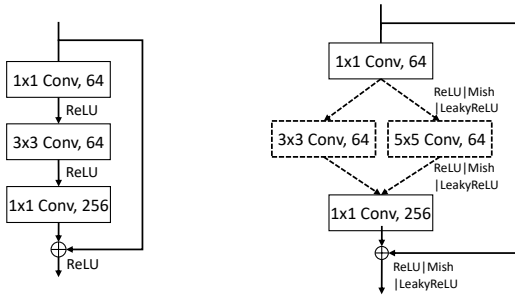 1x1 Conv, 64
ReLU
3x3 Conv, 64
ReLU
1x1 Conv, 256
ReLU
1x1 Conv, 64
ReLU|Mish
|LeakyReLU
3x3 Conv, 64
5x5 Conv, 64
ReLU|Mish
|LeakyReLU
1x1 Conv, 256
ReLU|Mish
|LeakyReLU